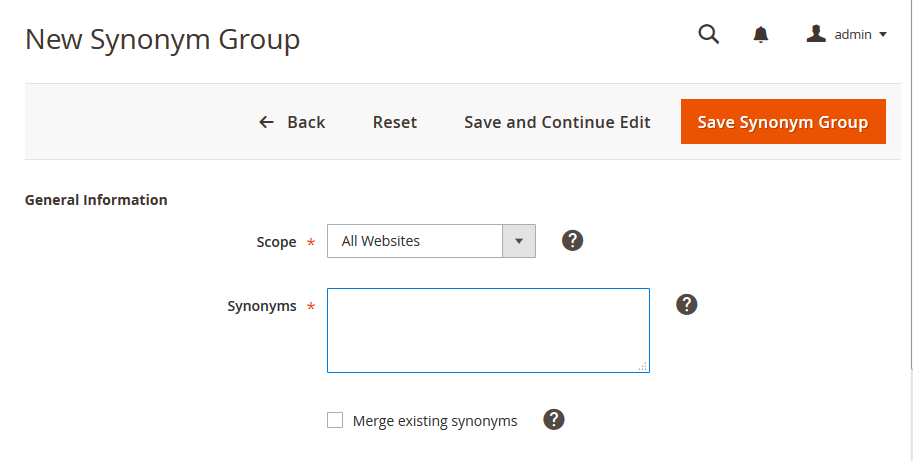 New Synonym Group
admin
Back Reset Save and Continue Edit Save Synonym Group
General Information
Scope * All Websites ?
Synonyms * ?
Merge existing synonyms ?